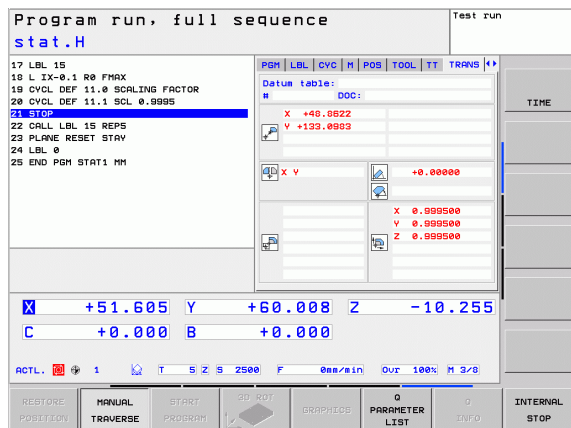 Program run, full sequence
Test run
stat.H
17 LBL 15
18 L IX-0.1 R0 FMAX
19 CYCL DEF 11.0 SCALING FACTOR
20 CYCL DEF 11.1 SCL 0.9995
21 STOP
22 CALL LBL 15 REP5
23 PLANE RESET STAY
24 LBL 0
25 END PGM STAT1 MM
PGM LBL CYC M POS TOOL TT TRANS
Datum table:
# DOC:
X +48.8622
Y +133.0983
X Y
+0.00000
X 0.999500
Y 0.999500
Z 0.999500
X +51.605 Y +60.008 Z -10.255
C +0.000 B +0.000
ACTL. 1 T 5 Z S 2500 F 0mm/min Ovr 100% M 3/8
TIME
RESTORE POSITION
MANUAL TRAVERSE
START PROGRAM
3D ROT
GRAPHICS
Q PARAMETER LIST
Q INFO
INTERNAL STOP